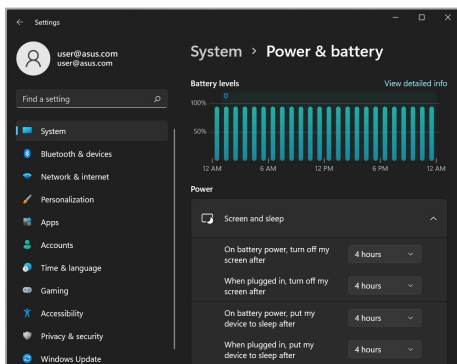 Settings
user@asus.com
user@asus.com
Find a setting
System
Bluetooth & devices
Network & internet
Personalization
Apps
Accounts
Time & language
Gaming
Accessibility
Privacy & security
Windows Update
System > Power & battery
Battery levels
View detailed info
100%
50%
12 AM 6 AM 12 PM 6 PM 12 AM
Power
Screen and sleep
On battery power, turn off my
screen after
4 hours
When plugged in, turn off my
screen after
4 hours
On battery power, put my
device to sleep after
4 hours
When plugged in, put my
device to sleep after
4 hours